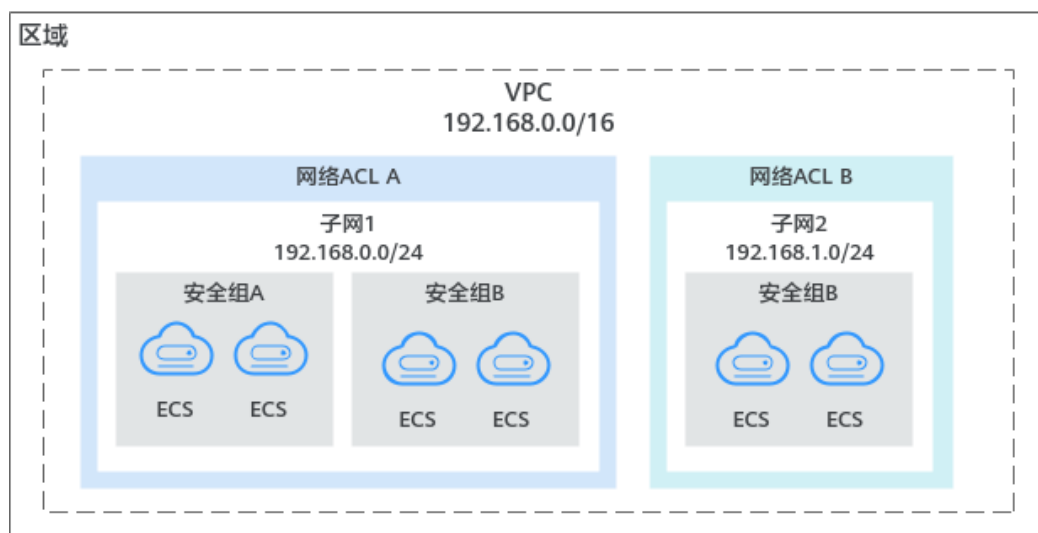 区域
VPC
192.168.0.0/16
网络ACL A
子网1
192.168.0.0/24
安全组A
ECS
ECS
安全组B
ECS
ECS
网络ACL B
子网2
192.168.1.0/24
安全组B
ECS
ECS